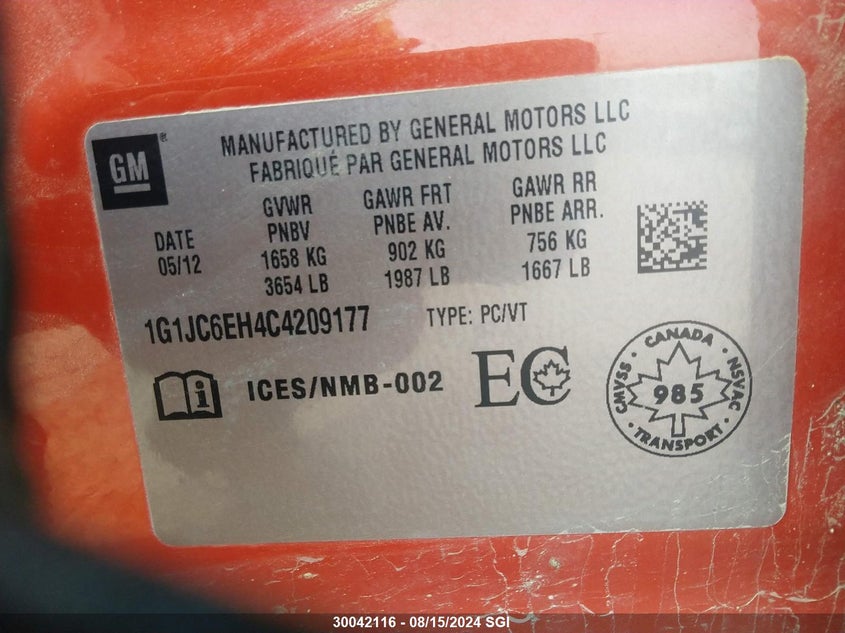 GM
®
MANUFACTURED BY GENERAL MOTORS LLC
FABRIQUÉ PAR GENERAL MOTORS LLC
DATE
05/12
GVWR
PNBV
1658 KG
3654 LB
GAWR FRT
PNBE AV.
902 KG
1987 LB
GAWR RR
PNBE ARR.
756 KG
1667 LB
1G1JC6EH4C4209177 TYPE: PC/VT
i ICES/NMB-002 EC
· CANADA ·
CMVSS
985
NSVAC
· TRANSPORT ·
30042116 - 08/15/2024 SGI